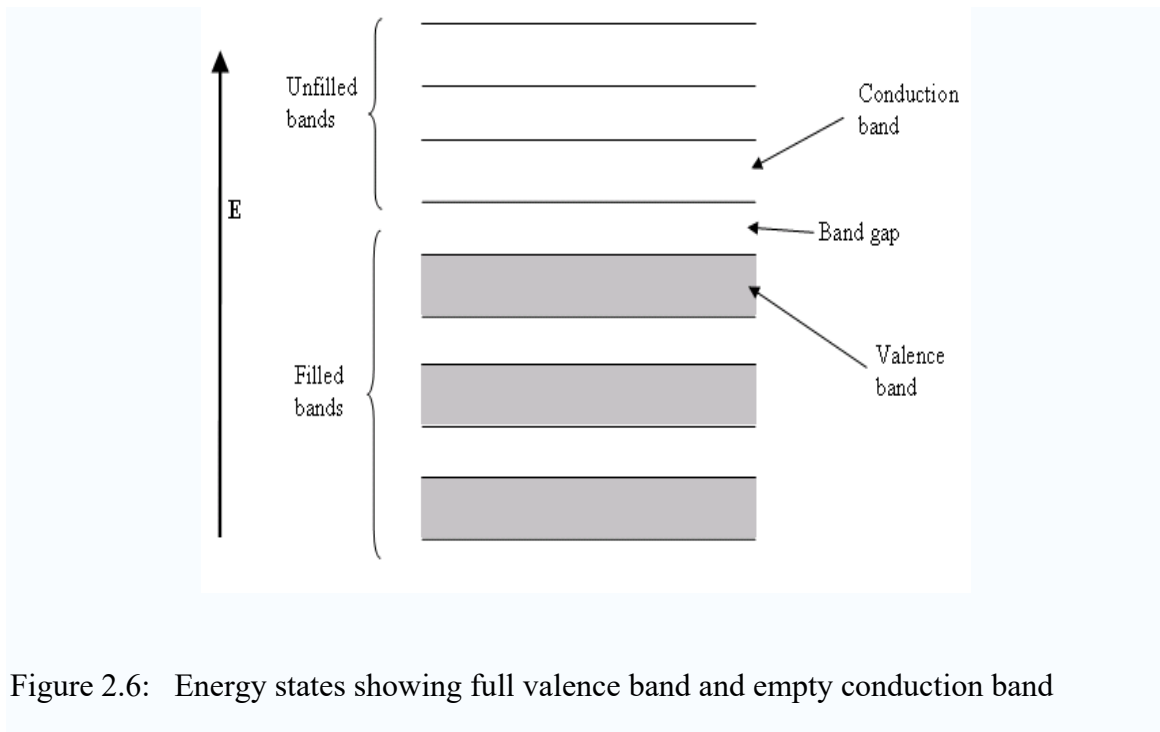 Unfilled
bands
Conduction
band
E
Band gap
Valence
band
Filled
bands
Figure 2.6: Energy states showing full valence band and empty conduction band